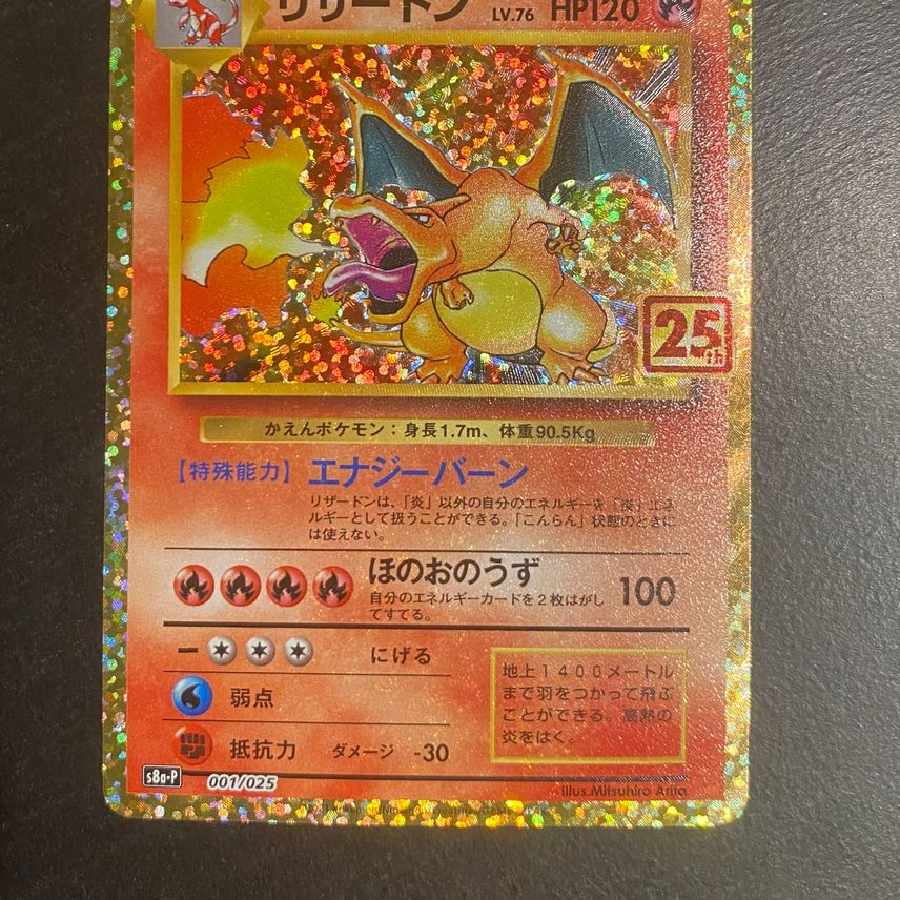 リザードン LV.76 HP120
25th
かえんポケモン：身長1.7m、体重90.5Kg
【特殊能力】 エナジーバーン
リザードンは、「炎」以外の自分のエネルギーを「炎」エネ
ルギーとして扱うことができる。「こんらん」状態のときに
は使えない。
ほのおのうず 100
自分のエネルギーカードを２枚はがし
てすてる。
ー にげる
弱点
抵抗力 ダメージ -30
地上１４００メートル
まで羽をつかって飛ぶ
ことができる。高熱の
炎をはく。
s8a-P 001/025
Illus.Mitsuhiro Arita